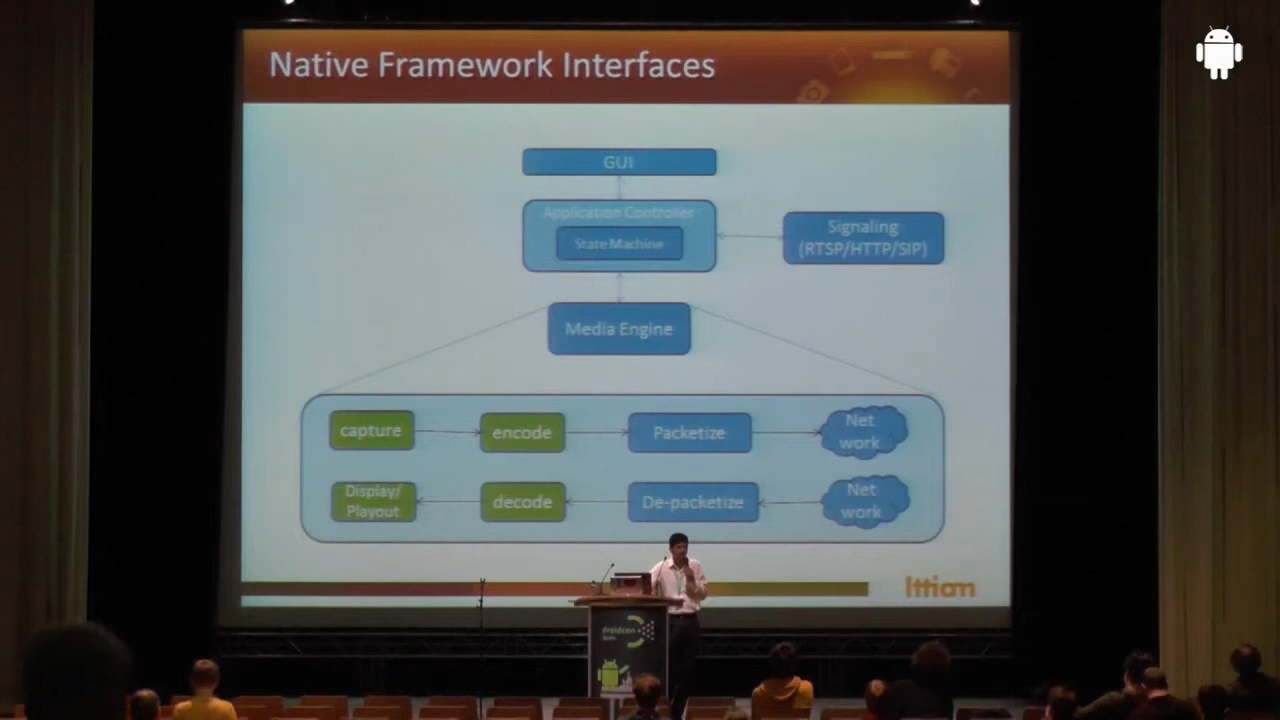 Native Framework Interfaces
GUI
Application Controller
State Machine
Signaling
(RTSP/HTTP/SIP)
Media Engine
capture
encode
Packetize
Net
work
Display/
Playout
decode
De-packetize
Net
work
Ittiam
droidcon